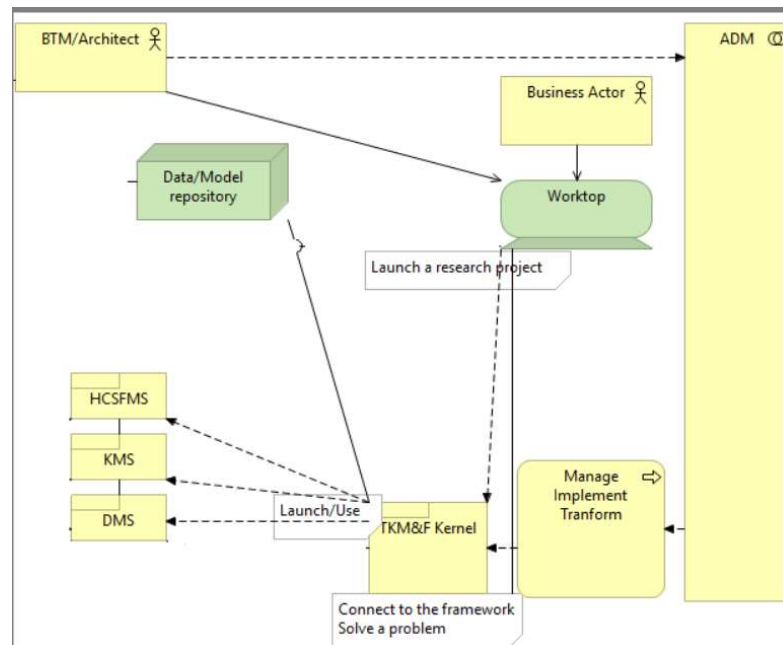 BTM/Architect
ADM
Business Actor
Data/Model
repository
Worktop
Launch a research project
HCSFMS
KMS
DMS
Launch/Use
TKM&F Kernel
Manage
Implement
Tranform
Connect to the framework
Solve a problem